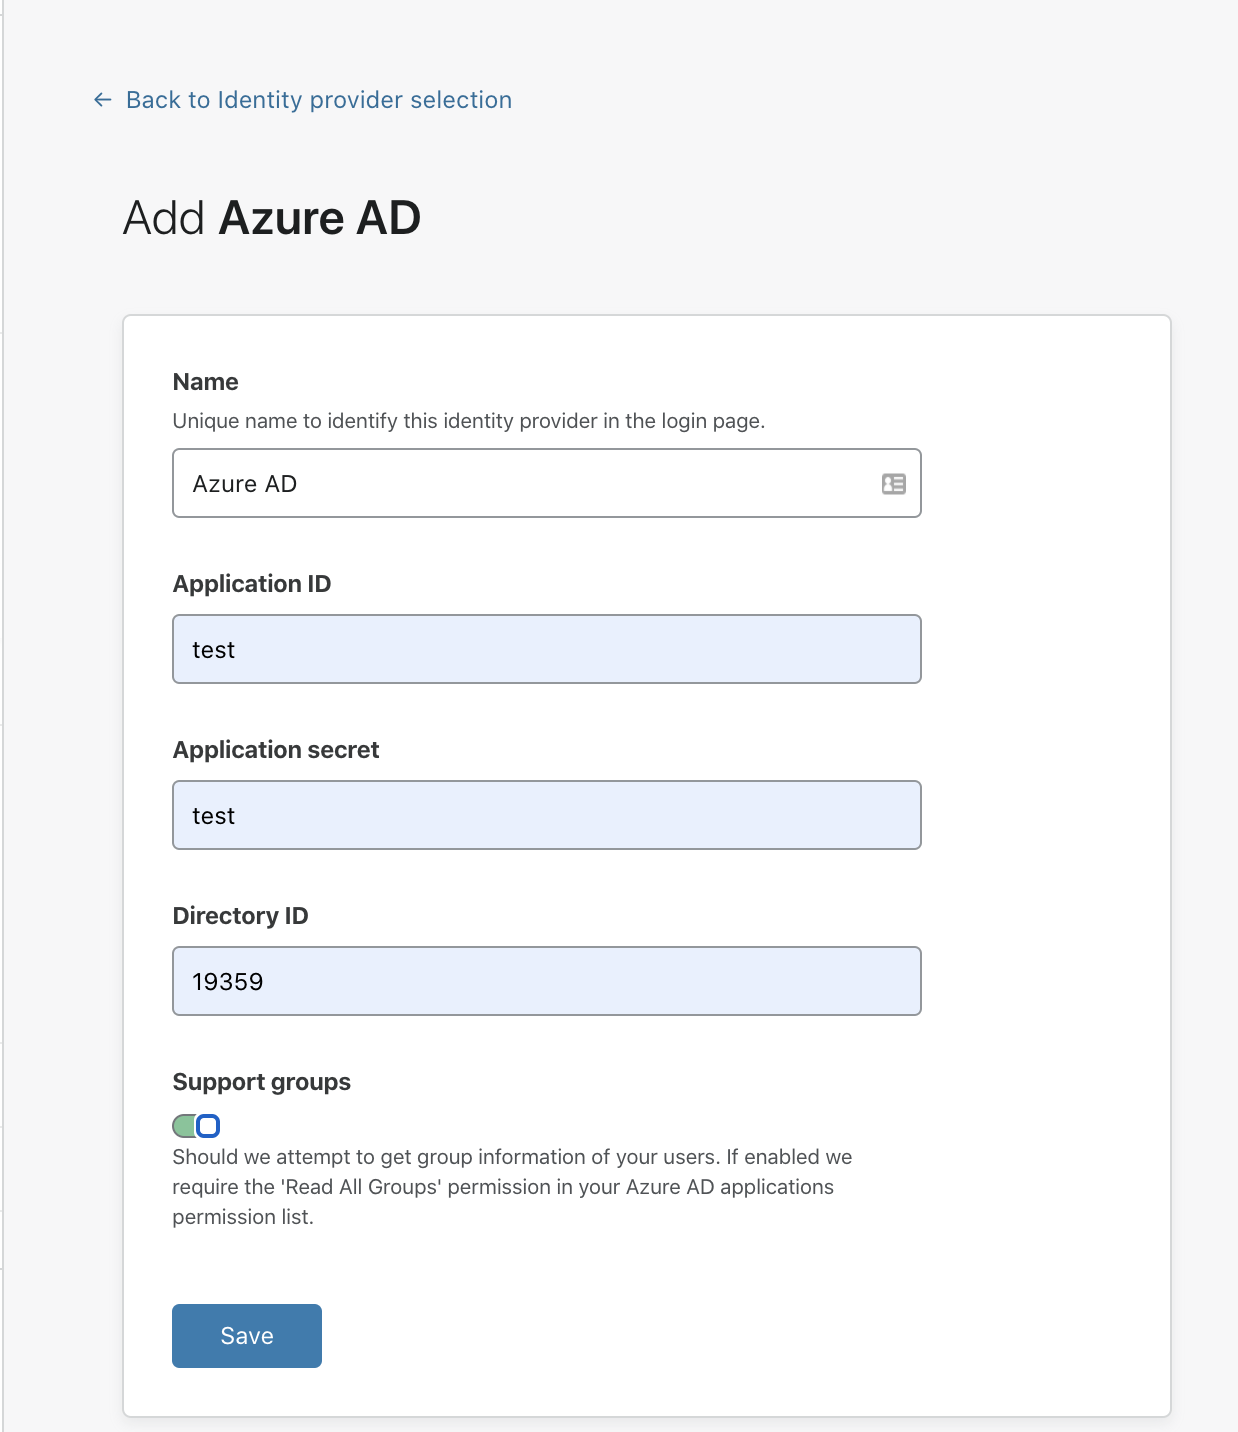 ← Back to Identity provider selection
Add Azure AD
Name
Unique name to identify this identity provider in the login page.
Azure AD
Application ID
test
Application secret
test
Directory ID
19359
Support groups
Should we attempt to get group information of your users. If enabled we
require the 'Read All Groups' permission in your Azure AD applications
permission list.
Save